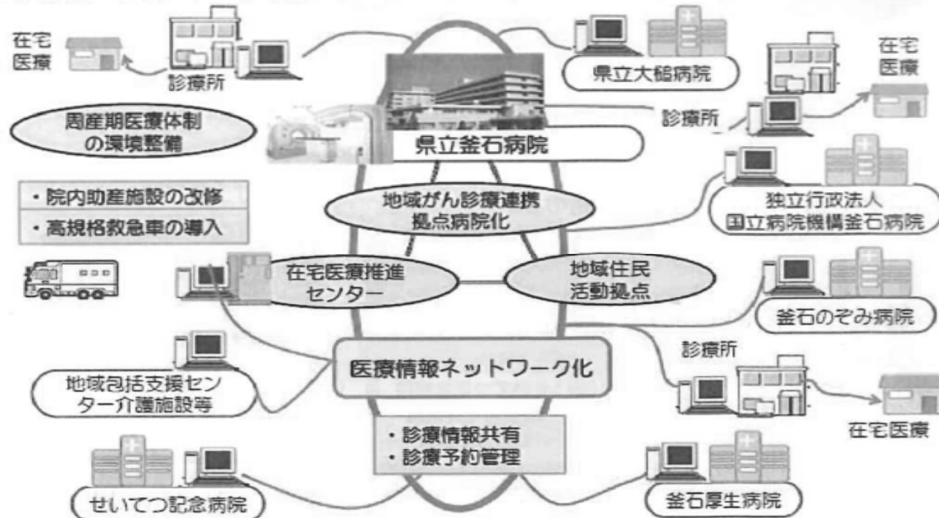 在宅
医療
診療所
県立大槌病院
在宅
医療
診療所
周産期医療体制
の環境整備
県立釜石病院
・院内助産施設の改修
・高規格救急車の導入
地域がん診療連携
拠点病院化
独立行政法人
国立病院機構釜石病院
在宅医療推進
センター
地域住民
活動拠点
釜石のぞみ病院
医療情報ネットワーク化
診療所
地域包括支援セン
ター介護施設等
在宅医療
・診療情報共有
・診療予約管理
せいてつ記念病院
釜石厚生病院